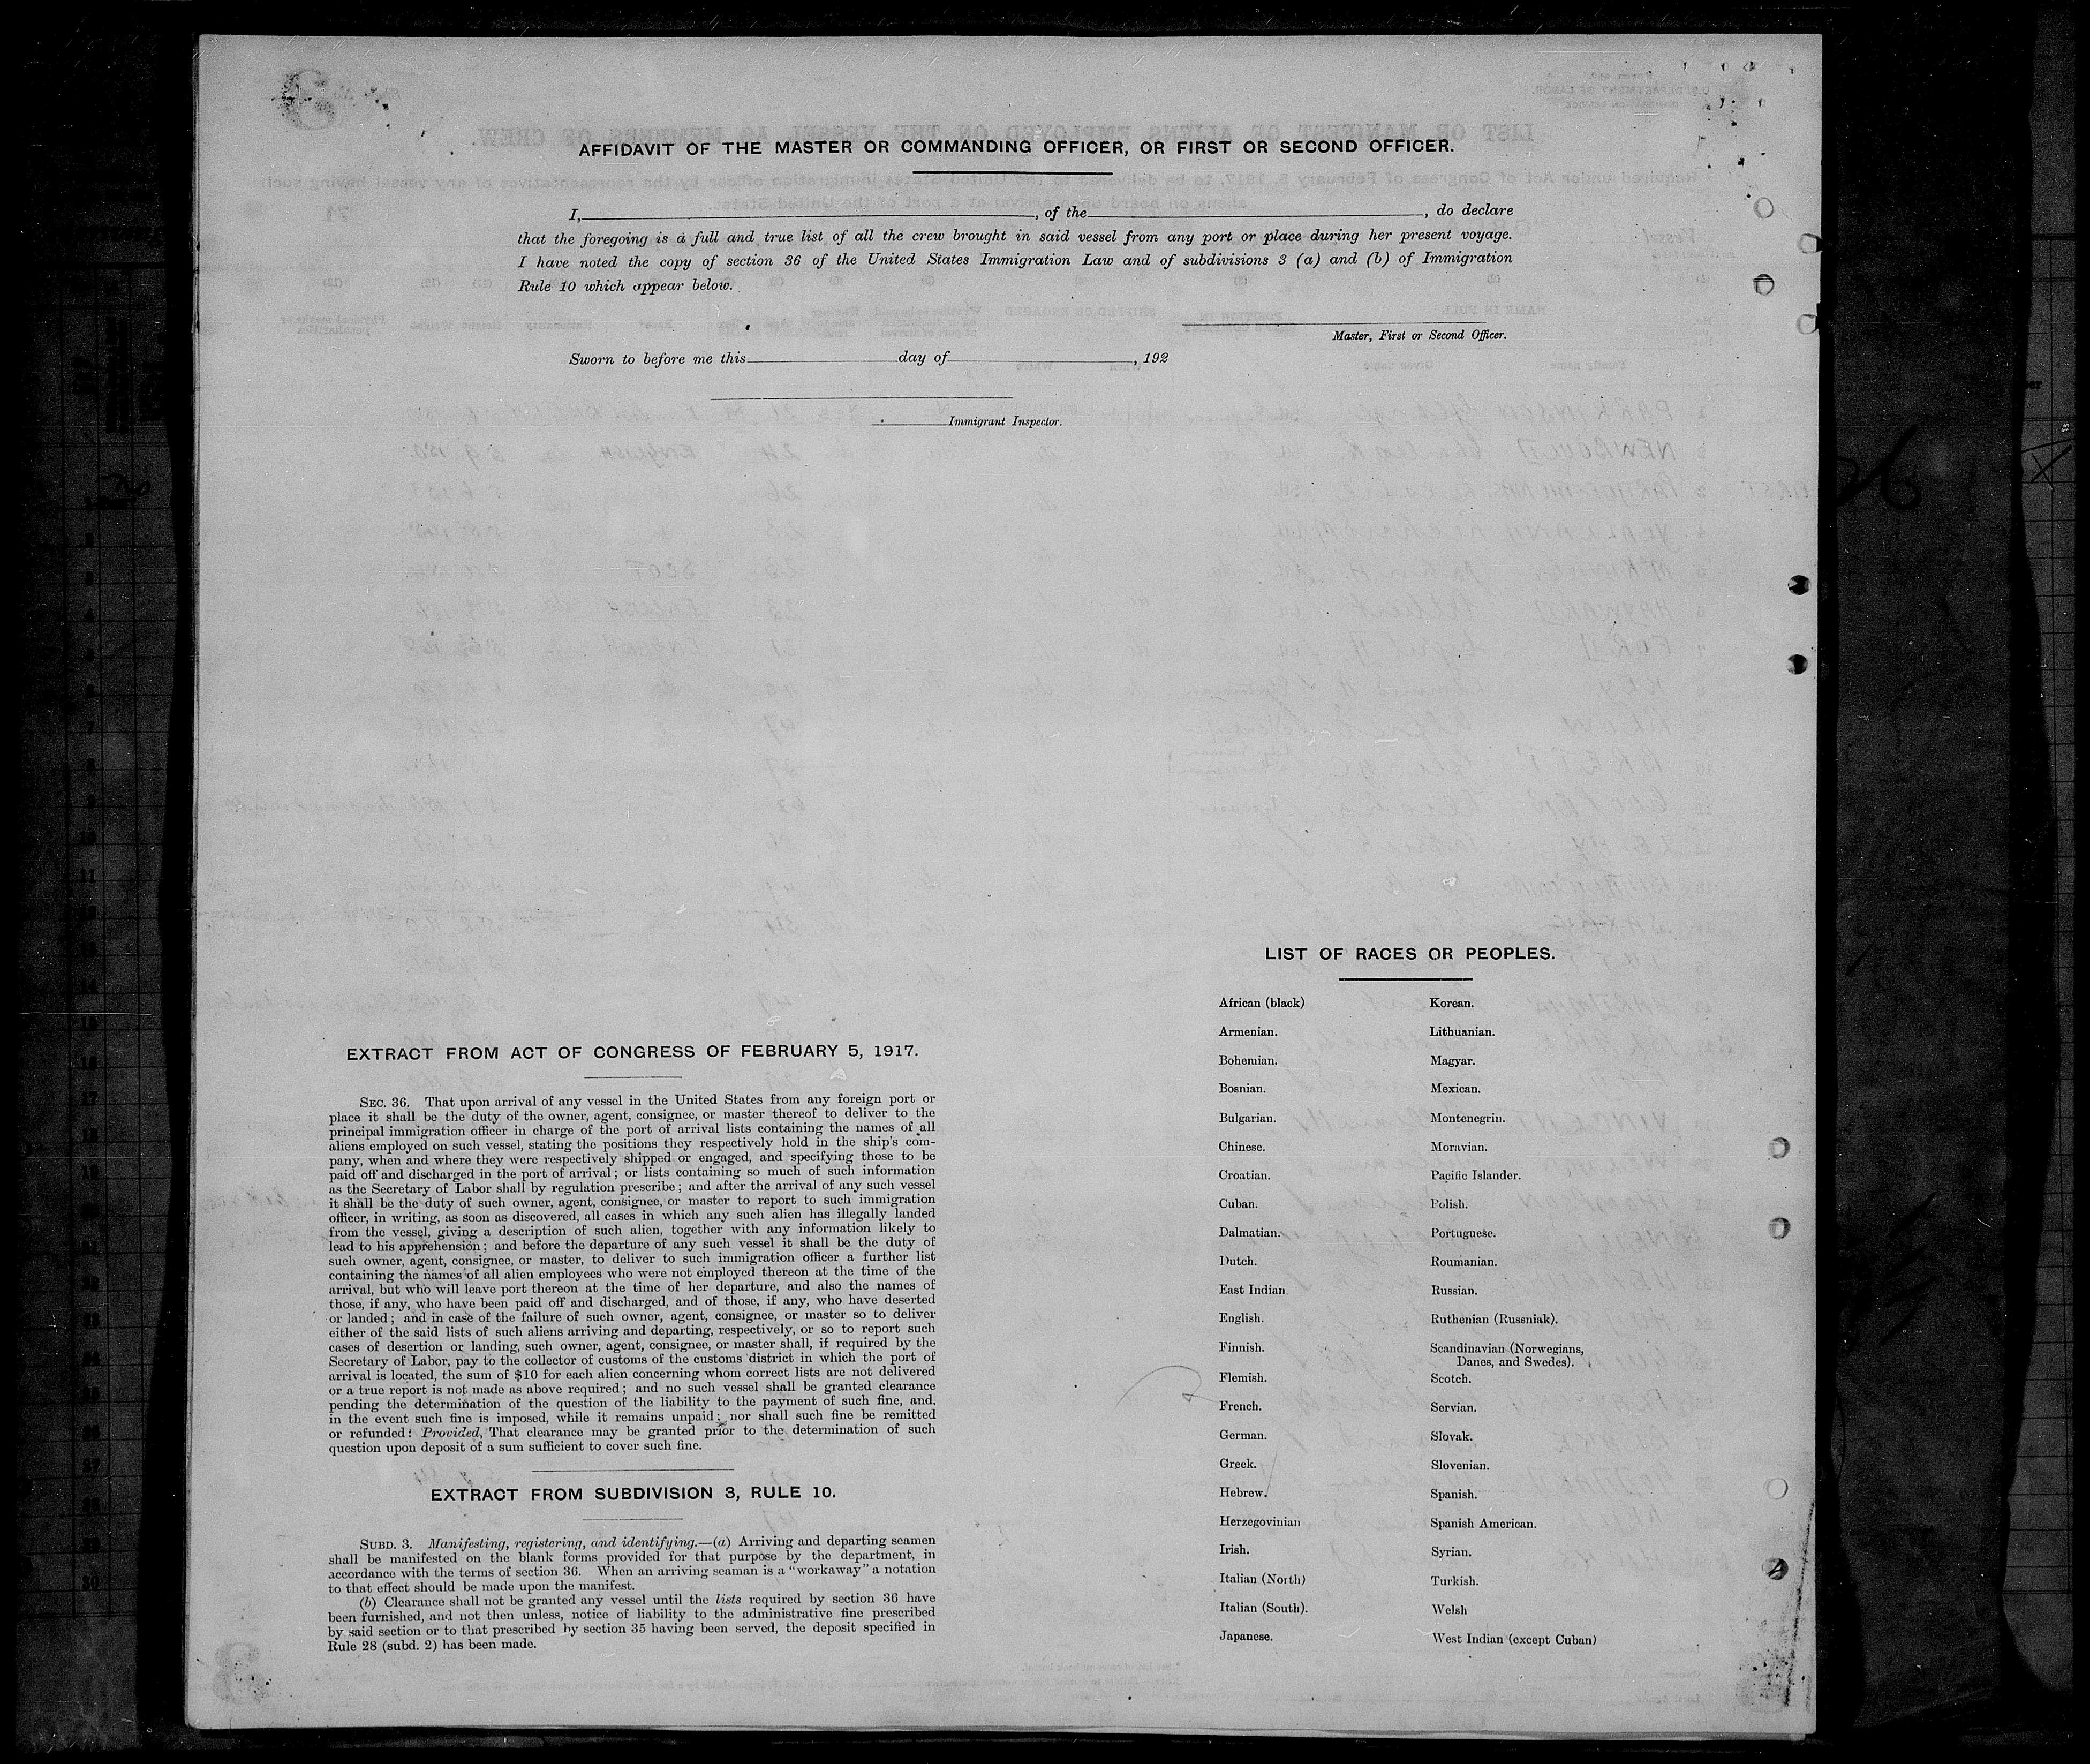 AFFIDAVIT OF THE MASTER OR COMMANDING OFFICER, OR FIRST OR SECOND OFFICER.
I, , of the , do declare
that the foregoing is a full and true list of all the crew brought in said vessel from any port or place during her present voyage.
I have noted the copy of section 36 of the United States Immigration Law and of subdivisions 3 (a) and (b) of Immigration
Rule 10 which appear below.
Master, First or Second Officer.
Sworn to before me this day of , 192
Immigrant Inspector.
EXTRACT FROM ACT OF CONGRESS OF FEBRUARY 5, 1917.
SEC. 36. That upon arrival of any vessel in the United States from any foreign port or
place it shall be the duty of the owner, agent, consignee, or master thereof to deliver to the
principal immigration officer in charge of the port of arrival lists containing the names of all
aliens employed on such vessel, stating the positions they respectively hold in the ship's com-
pany, when and where they were respectively shipped or engaged, and specifying those to be
paid off and discharged in the port of arrival; or lists containing so much of such information
as the Secretary of Labor shall by regulation prescribe; and after the arrival of any such vessel
it shall be the duty of such owner, agent, consignee, or master to report to such immigration
officer, in writing, as soon as discovered, all cases in which any such alien has illegally landed
from the vessel, giving a description of such alien, together with any information likely to
lead to his apprehension; and before the departure of any such vessel it shall be the duty of
such owner, agent, consignee, or master, to deliver to such immigration officer a further list
containing the names of all alien employees who were not employed thereon at the time of the
arrival, but who will leave port thereon at the time of her departure, and also the names of
those, if any, who have been paid off and discharged, and of those, if any, who have deserted
or landed; and in case of the failure of such owner, agent, consignee, or master so to deliver
either of the said lists of such aliens arriving and departing, respectively, or so to report such
cases of desertion or landing, such owner, agent, consignee, or master shall, if required by the
Secretary of Labor, pay to the collector of customs of the customs district in which the port of
arrival is located, the sum of $10 for each alien concerning whom correct lists are not delivered
or a true report is not made as above required; and no such vessel shall be granted clearance
pending the determination of the question of the liability to the payment of such fine, and,
in the event such fine is imposed, while it remains unpaid; nor shall such fine be remitted
or refunded: Provided, That clearance may be granted prior to the determination of such
question upon deposit of a sum sufficient to cover such fine.
EXTRACT FROM SUBDIVISION 3, RULE 10.
SUBD. 3. Manifesting, registering, and identifying.—(a) Arriving and departing seamen
shall be manifested on the blank forms provided for that purpose by the department, in
accordance with the terms of section 36. When an arriving seaman is a "workaway" a notation
to that effect should be made upon the manifest.
(b) Clearance shall not be granted any vessel until the lists required by section 36 have
been furnished, and not then unless, notice of liability to the administrative fine prescribed
by said section or to that prescribed by section 35 having been served, the deposit specified in
Rule 28 (subd. 2) has been made.
LIST OF RACES OR PEOPLES.
African (black)
Armenian.
Bohemian.
Bosnian.
Bulgarian.
Chinese.
Croatian.
Cuban.
Dalmatian.
Dutch.
East Indian
English.
Finnish.
Flemish.
French.
German.
Greek.
Hebrew.
Herzegovinian
Irish.
Italian (North)
Italian (South).
Japanese.
Korean.
Lithuanian.
Magyar.
Mexican.
Montenegrin.
Moravian.
Pacific Islander.
Polish.
Portuguese.
Roumanian.
Russian.
Ruthenian (Russniak).
Scandinavian (Norwegians,
Danes, and Swedes).
Scotch.
Servian.
Slovak.
Slovenian.
Spanish.
Spanish American.
Syrian.
Turkish.
Welsh
West Indian (except Cuban)